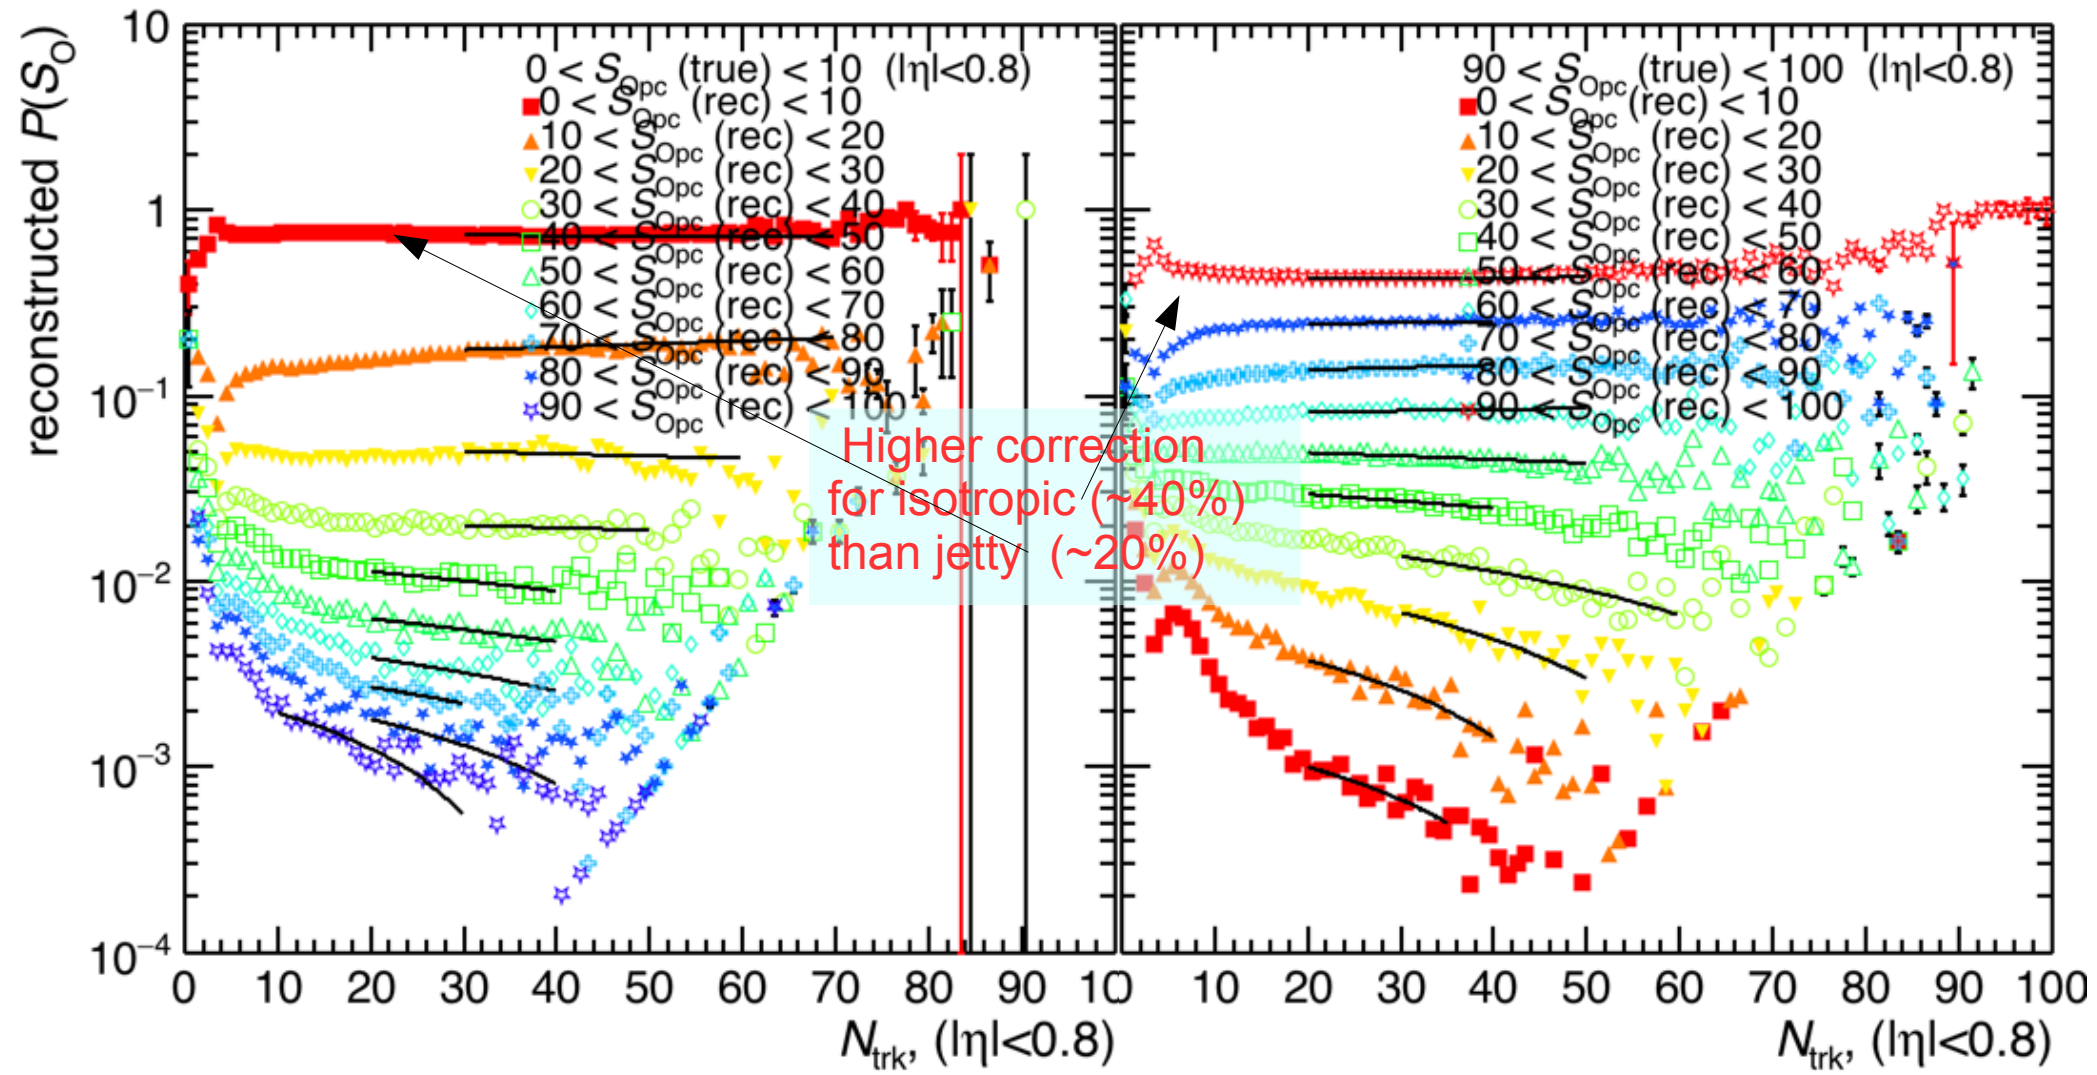 reconstructed P(S_O)
10
1
10⁻¹
10⁻²
10⁻³
10⁻⁴
0 < S_Opc (true) < 10 (|η|<0.8)
0 < S_Opc (rec) < 10
10 < S_Opc (rec) < 20
20 < S_Opc (rec) < 30
30 < S_Opc (rec) < 40
40 < S_Opc (rec) < 50
50 < S_Opc (rec) < 60
60 < S_Opc (rec) < 70
70 < S_Opc (rec) < 80
80 < S_Opc (rec) < 90
90 < S_Opc (rec) < 100
0 10 20 30 40 50 60 70 80 90 10
N_trk, (|η|<0.8)
90 < S_Opc (true) < 100 (|η|<0.8)
0 < S_Opc (rec) < 10
10 < S_Opc (rec) < 20
20 < S_Opc (rec) < 30
30 < S_Opc (rec) < 40
40 < S_Opc (rec) < 50
50 < S_Opc (rec) < 60
60 < S_Opc (rec) < 70
70 < S_Opc (rec) < 80
80 < S_Opc (rec) < 90
90 < S_Opc (rec) < 100
Higher correction
for isotropic (~40%)
than jetty (~20%)
0 10 20 30 40 50 60 70 80 90 100
N_trk, (|η|<0.8)